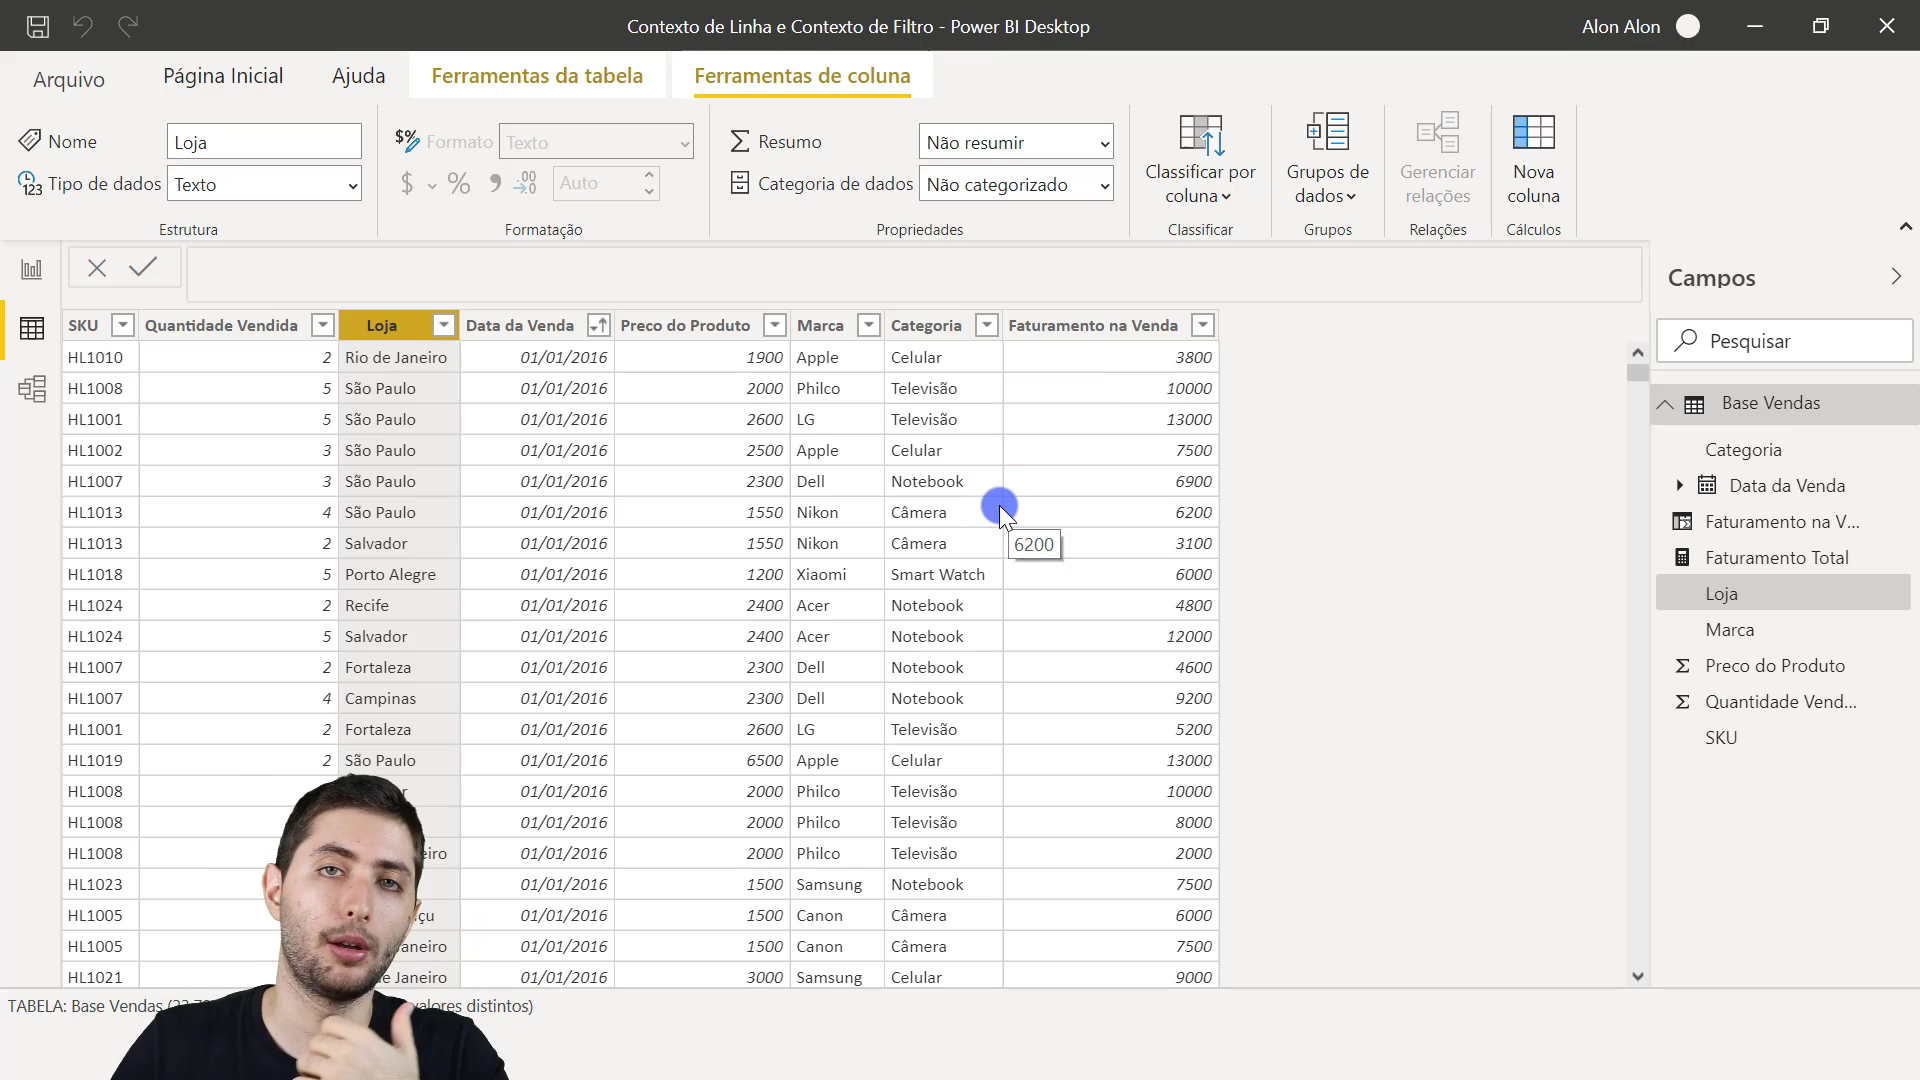 Contexto de Linha e Contexto de Filtro - Power BI Desktop
Alon Alon
Arquivo
Página Inicial
Ajuda
Ferramentas da tabela
Ferramentas de coluna
Nome
Loja
Tipo de dados
Texto
Estrutura
Formato
Texto
$ % 9 .00
Auto
Formatação
Resumo
Não resumir
Categoria de dados
Não categorizado
Propriedades
Classificar por
coluna
Classificar
Grupos de
dados
Grupos
Gerenciar
relações
Relações
Nova
coluna
Cálculos
SKU Quantidade Vendida Loja Data da Venda Preco do Produto Marca Categoria Faturamento na Venda
HL1010 2 Rio de Janeiro 01/01/2016 1900 Apple Celular 3800
HL1008 5 São Paulo 01/01/2016 2000 Philco Televisão 10000
HL1001 5 São Paulo 01/01/2016 2600 LG Televisão 13000
HL1002 3 São Paulo 01/01/2016 2500 Apple Celular 7500
HL1007 3 São Paulo 01/01/2016 2300 Dell Notebook 6900
HL1013 4 São Paulo 01/01/2016 1550 Nikon Câmera 6200
HL1013 2 Salvador 01/01/2016 1550 Nikon Câmera 3100
6200
HL1018 5 Porto Alegre 01/01/2016 1200 Xiaomi Smart Watch 6000
HL1024 2 Recife 01/01/2016 2400 Acer Notebook 4800
HL1024 5 Salvador 01/01/2016 2400 Acer Notebook 12000
HL1007 2 Fortaleza 01/01/2016 2300 Dell Notebook 4600
HL1007 4 Campinas 01/01/2016 2300 Dell Notebook 9200
HL1001 2 Fortaleza 01/01/2016 2600 LG Televisão 5200
HL1019 2 São Paulo 01/01/2016 6500 Apple Celular 13000
HL1008 01/01/2016 2000 Philco Televisão 10000
HL1008 01/01/2016 2000 Philco Televisão 8000
HL1008 01/01/2016 2000 Philco Televisão 2000
HL1023 01/01/2016 1500 Samsung Notebook 7500
HL1005 01/01/2016 1500 Canon Câmera 6000
HL1005 01/01/2016 1500 Canon Câmera 7500
HL1021 Janeiro 01/01/2016 3000 Samsung Celular 9000
TABELA: Base Vendas valores distintos)
Campos
Pesquisar
Base Vendas
Categoria
Data da Venda
Faturamento na V...
Faturamento Total
Loja
Marca
Preco do Produto
Quantidade Vend...
SKU